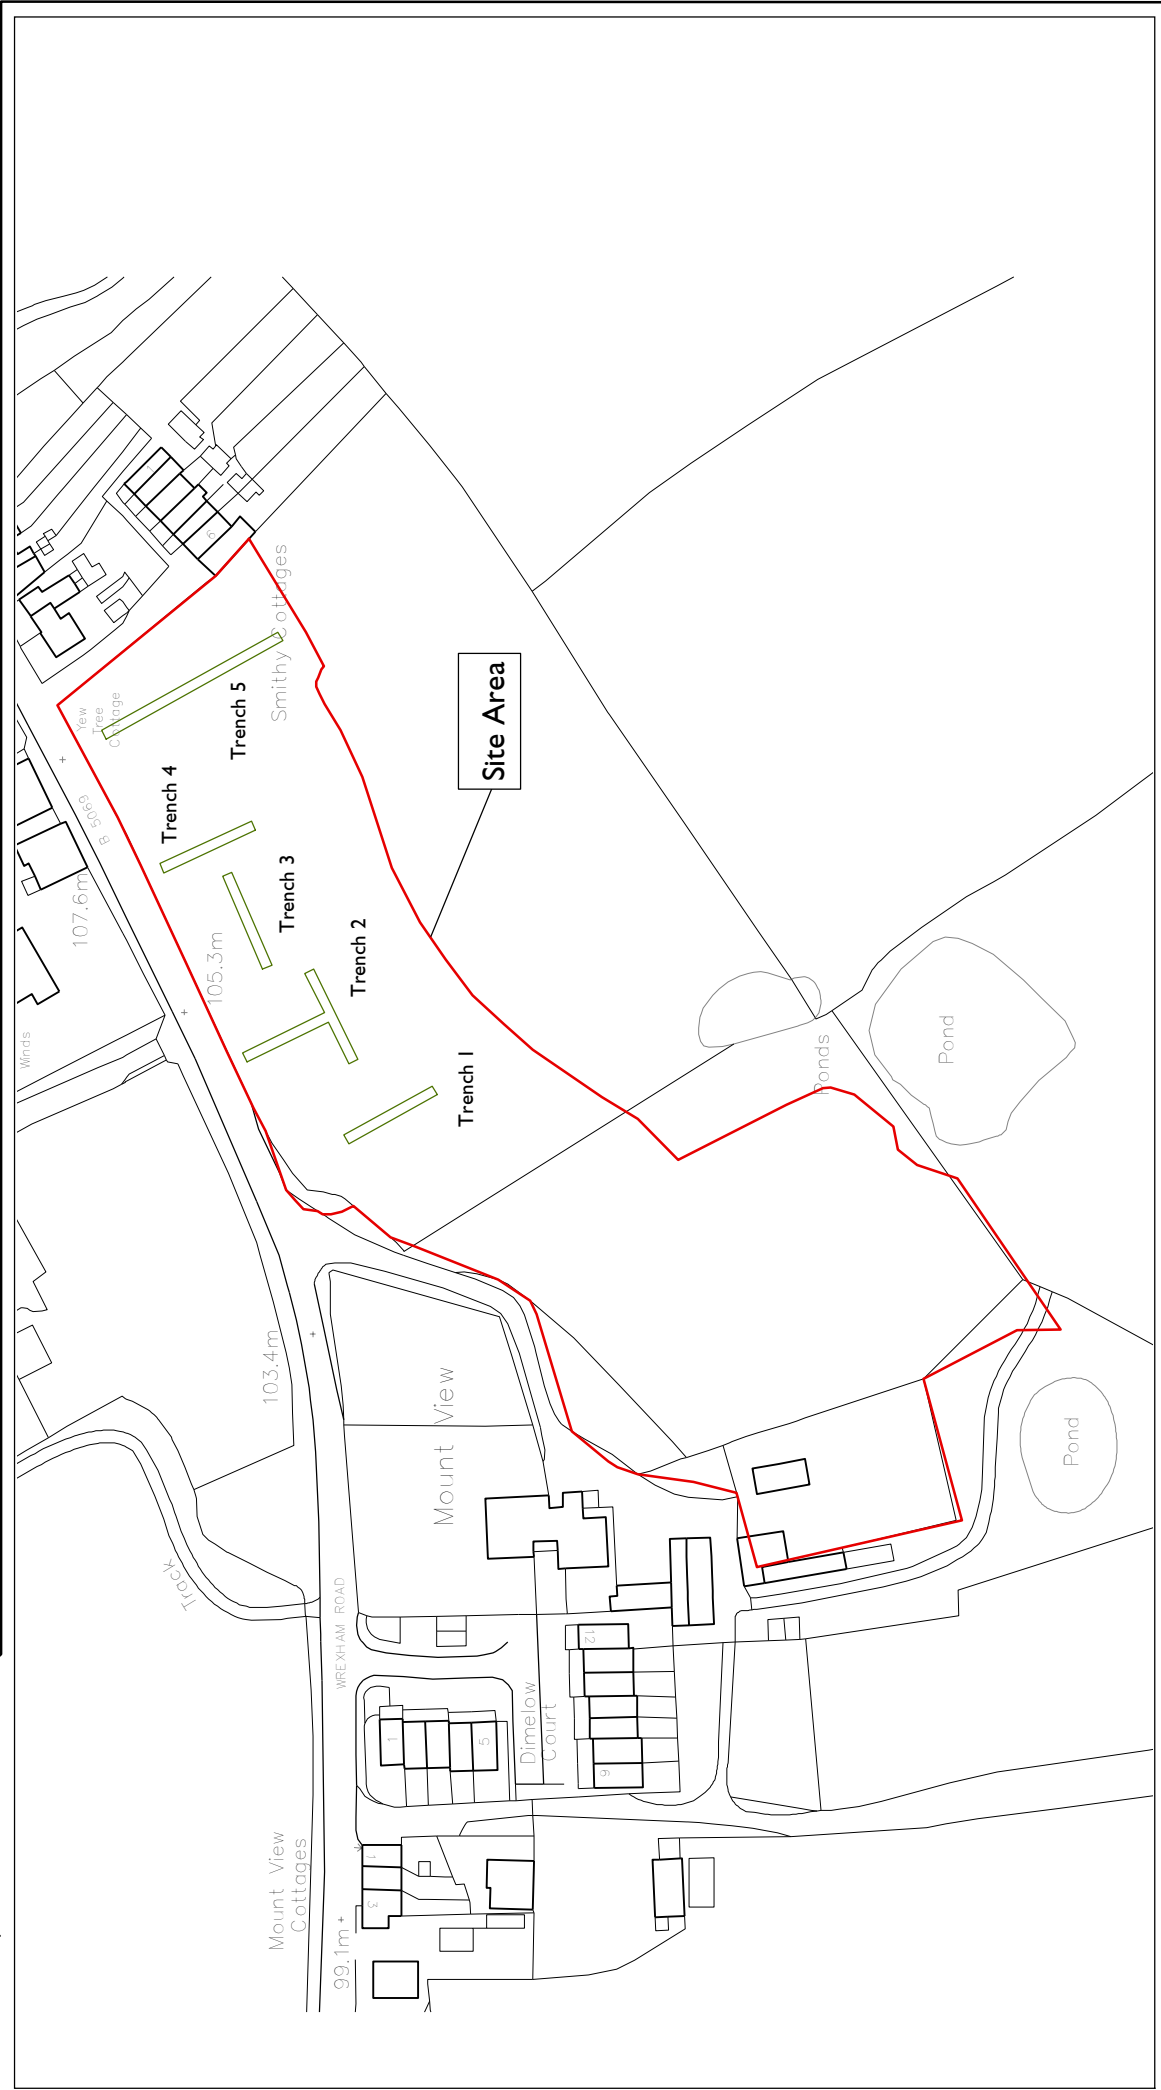 Smithy Cottages
Yew
Tree
Cottage
Trench 5
Trench 4
Site Area
B 5069
107.6m
Trench 3
105.3m
Trench 2
Winds
Trench 1
Ponds
Pond
103.4m
Mount View
Pond
Track
WREXHAM ROAD
12
Dimelow
Court
1
5
6
Mount View
Cottages
1
3
99.1m
1
9